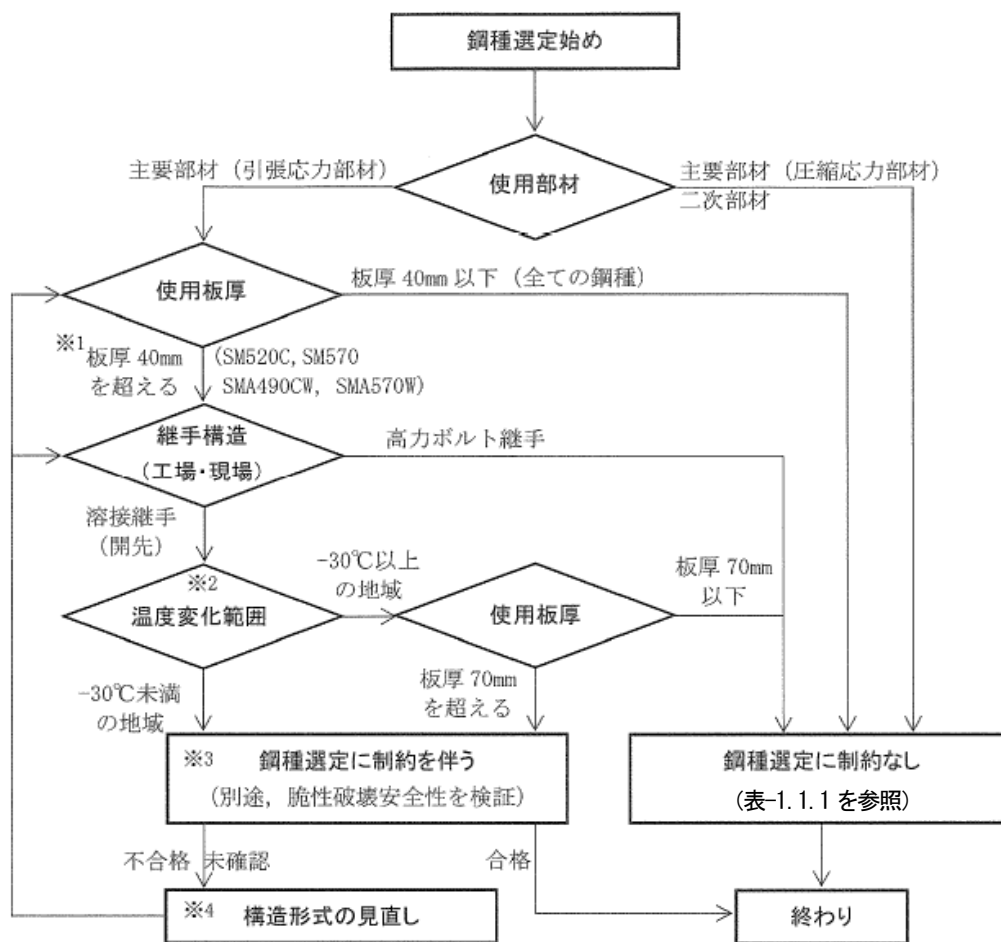 鋼種選定始め
主要部材（引張応力部材）
使用部材
主要部材（圧縮応力部材）
二次部材
使用板厚
板厚 40mm 以下（全ての鋼種）
※1 板厚 40mm
を超える
(SM520C, SM570
SMA490CW, SMA570W)
継手構造
(工場・現場)
高力ボルト継手
溶接継手
(開先)
※2
温度変化範囲
-30℃以上
の地域
使用板厚
板厚 70mm
以下
-30℃未満
の地域
板厚 70mm
を超える
※3 鋼種選定に制約を伴う
(別途，脆性破壊安全性を検証)
鋼種選定に制約なし
(表-1.1.1 を参照)
不合格 未確認
合格
※4 構造形式の見直し
終わり